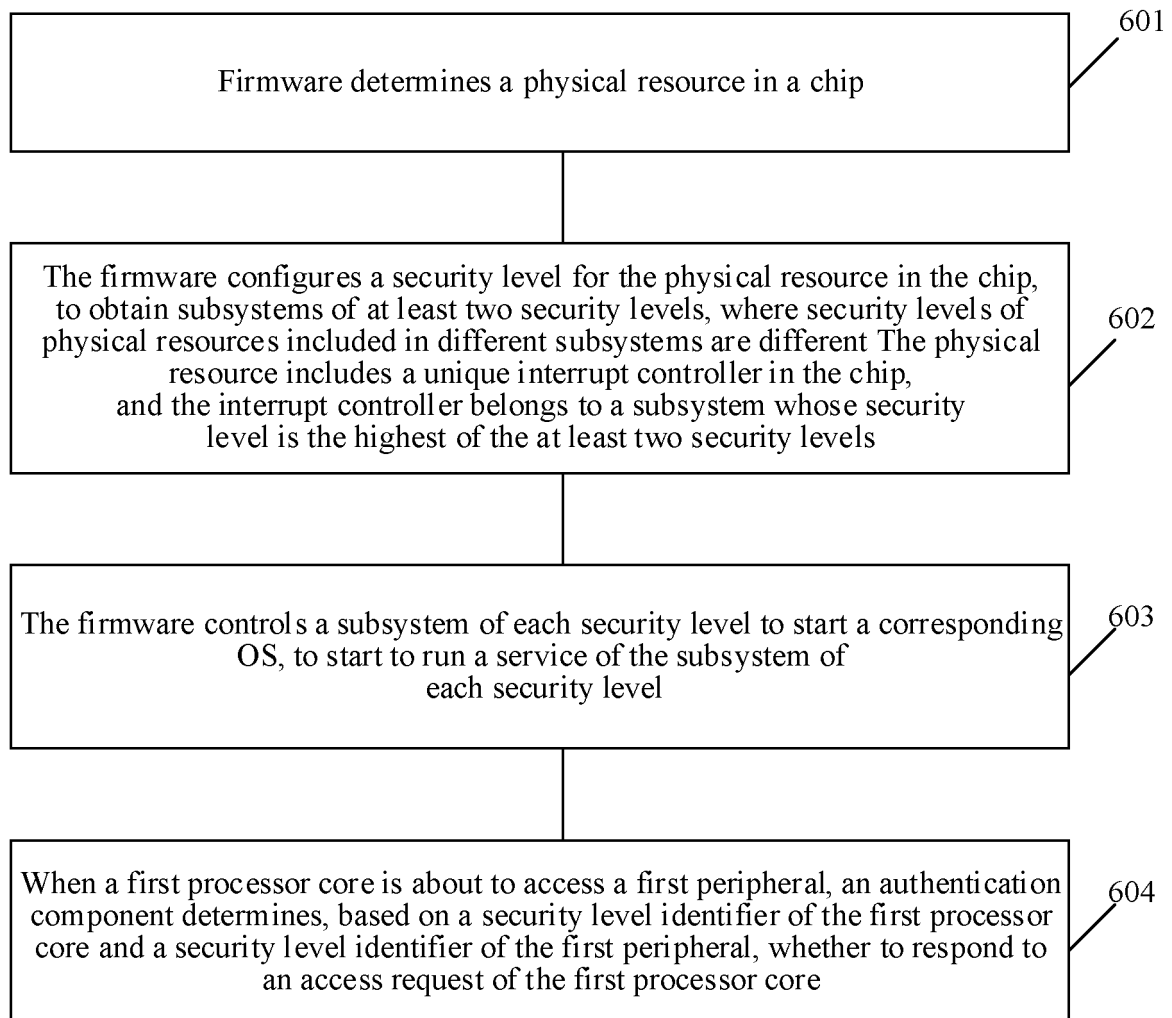 601
Firmware determines a physical resource in a chip
The firmware configures a security level for the physical resource in the chip,
to obtain subsystems of at least two security levels, where security levels of
physical resources included in different subsystems are different The physical
resource includes a unique interrupt controller in the chip,
and the interrupt controller belongs to a subsystem whose security
level is the highest of the at least two security levels
602
The firmware controls a subsystem of each security level to start a corresponding
OS, to start to run a service of the subsystem of
each security level
603
When a first processor core is about to access a first peripheral, an authentication
component determines, based on a security level identifier of the first processor
core and a security level identifier of the first peripheral, whether to respond to
an access request of the first processor core
604